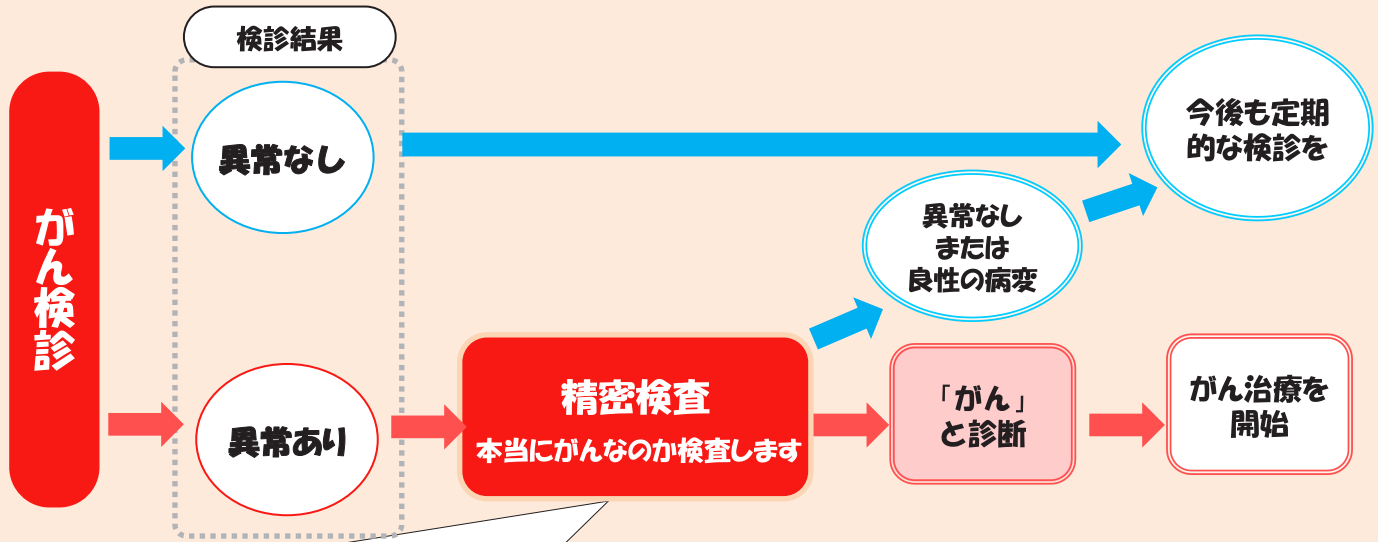 がん検診
検診結果
異常なし
今後も定期
的な検診を
異常なし
または
良性の病変
異常あり
精密検査
本当にがんなのか検査します
「がん」
と診断
がん治療を
開始